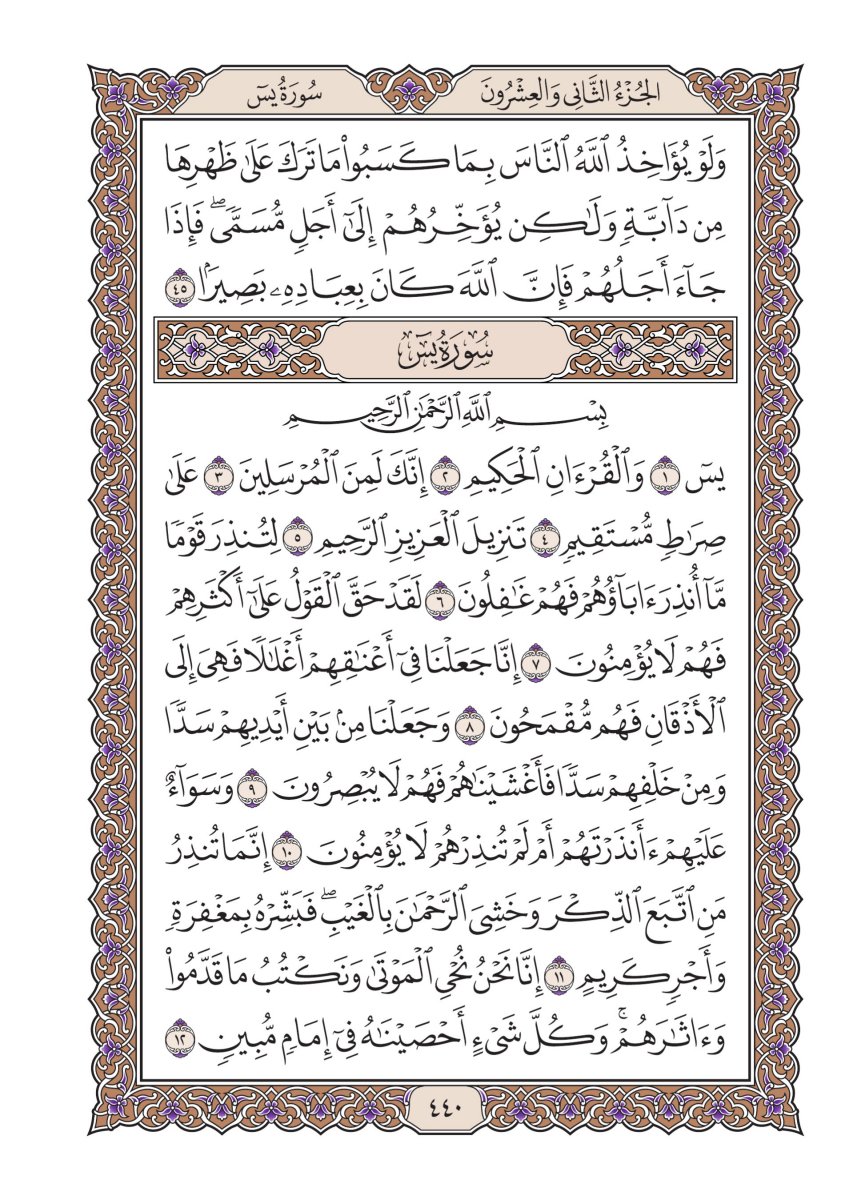 الجُزْءُ الثَّانِي وَالعِشْرُونَ
سُورَةُ يسٓ
وَلَوۡ يُؤَاخِذُ ٱللَّهُ ٱلنَّاسَ بِمَا كَسَبُواْ مَا تَرَكَ عَلَىٰ ظَهۡرِهَا
مِن دَآبَّةٖ وَلَٰكِن يُؤَخِّرُهُمۡ إِلَىٰٓ أَجَلٖ مُّسَمّٗىۖ فَإِذَا
جَآءَ أَجَلُهُمۡ فَإِنَّ ٱللَّهَ كَانَ بِعِبَادِهِۦ بَصِيرَۢا ٤٥
سُورَةُ يسٓ
بِسۡمِ ٱللَّهِ ٱلرَّحۡمَٰنِ ٱلرَّحِيمِ
يسٓ ١ وَٱلۡقُرۡءَانِ ٱلۡحَكِيمِ ٢ إِنَّكَ لَمِنَ ٱلۡمُرۡسَلِينَ ٣ عَلَىٰ
صِرَٰطٖ مُّسۡتَقِيمٖ ٤ تَنزِيلَ ٱلۡعَزِيزِ ٱلرَّحِيمِ ٥ لِتُنذِرَ قَوۡمٗا
مَّآ أُنذِرَ ءَابَآؤُهُمۡ فَهُمۡ غَٰفِلُونَ ٦ لَقَدۡ حَقَّ ٱلۡقَوۡلُ عَلَىٰٓ أَكۡثَرِهِمۡ
فَهُمۡ لَا يُؤۡمِنُونَ ٧ إِنَّا جَعَلۡنَا فِيٓ أَعۡنَٰقِهِمۡ أَغۡلَٰلٗا فَهِيَ إِلَى
ٱلۡأَذۡقَانِ فَهُم مُّقۡمَحُونَ ٨ وَجَعَلۡنَا مِنۢ بَيۡنِ أَيۡدِيهِمۡ سَدّٗا
وَمِنۡ خَلۡفِهِمۡ سَدّٗا فَأَغۡشَيۡنَٰهُمۡ فَهُمۡ لَا يُبۡصِرُونَ ٩ وَسَوَآءٌ
عَلَيۡهِمۡ ءَأَنذَرۡتَهُمۡ أَمۡ لَمۡ تُنذِرۡهُمۡ لَا يُؤۡمِنُونَ ١٠ إِنَّمَا تُنذِرُ
مَنِ ٱتَّبَعَ ٱلذِّكۡرَ وَخَشِيَ ٱلرَّحۡمَٰنَ بِٱلۡغَيۡبِۖ فَبَشِّرۡهُ بِمَغۡفِرَةٖ
وَأَجۡرٖ كَرِيمٍ ١١ إِنَّا نَحۡنُ نُحۡيِ ٱلۡمَوۡتَىٰ وَنَكۡتُبُ مَا قَدَّمُواْ
وَءَاثَٰرَهُمۡۚ وَكُلَّ شَيۡءٍ أَحۡصَيۡنَٰهُ فِيٓ إِمَامٖ مُّبِينٖ ١٢
٤٤٠